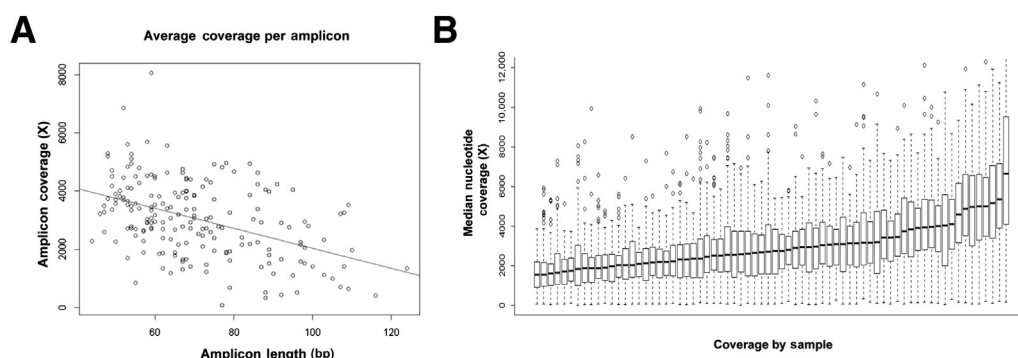 A
Average coverage per amplicon
Amplicon coverage (X)
8000
6000
4000
2000
0
60
80
100
120
Amplicon length (bp)
B
Median nucleotide
coverage (X)
12,000
10,000
8000
6000
4000
2000
0
Coverage by sample